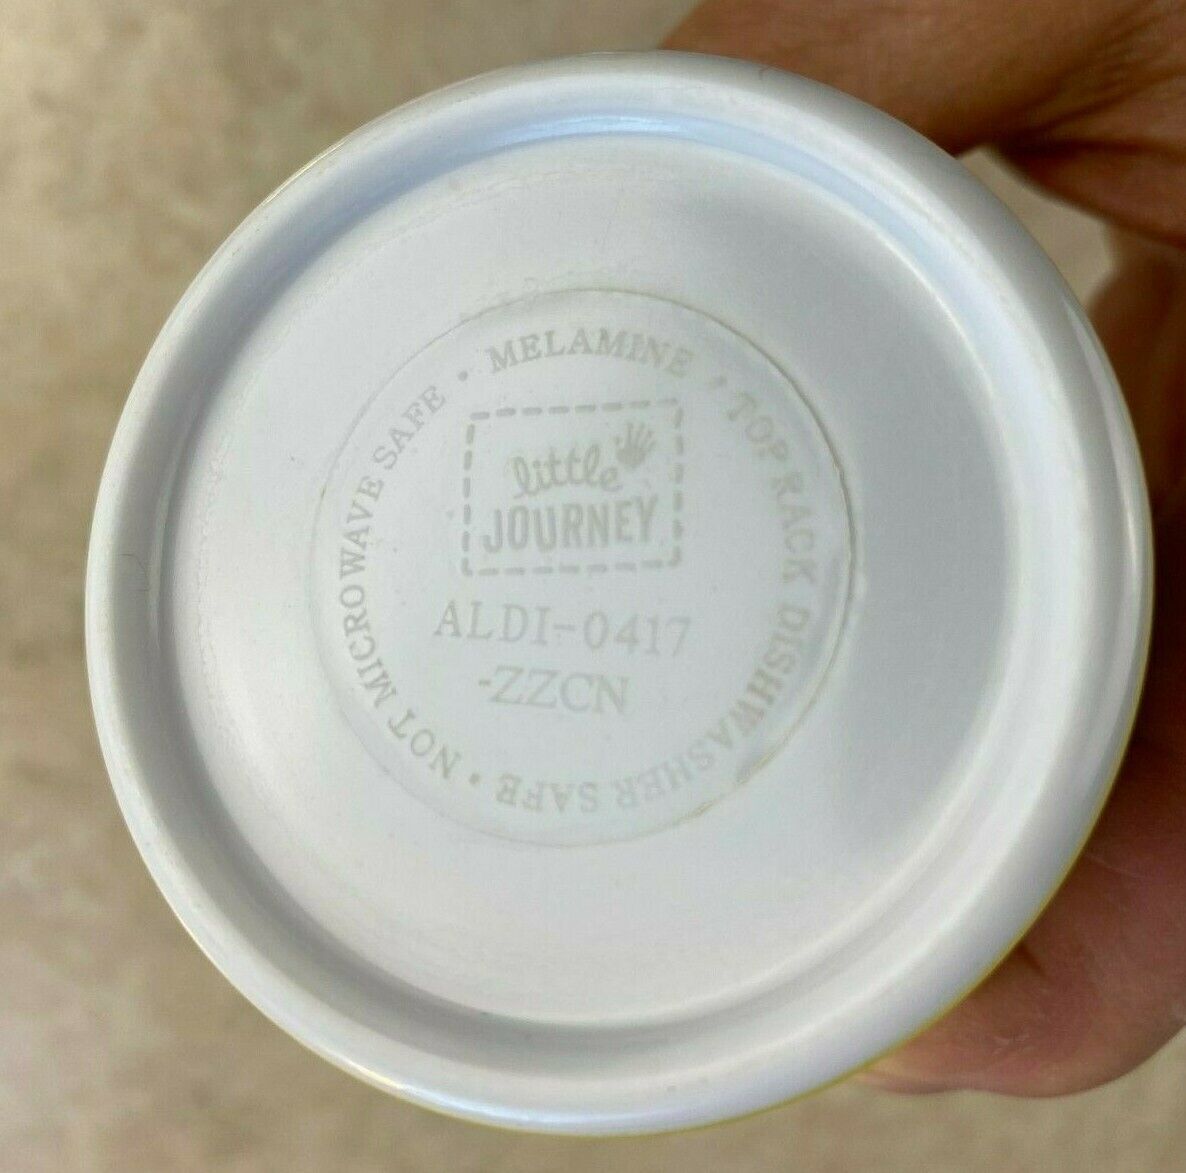 • MELAMINE • TOP RACK DISHWASHER SAFE • NOT MICROWAVE SAFE
little
JOURNEY
ALDI-0417
-ZZCN